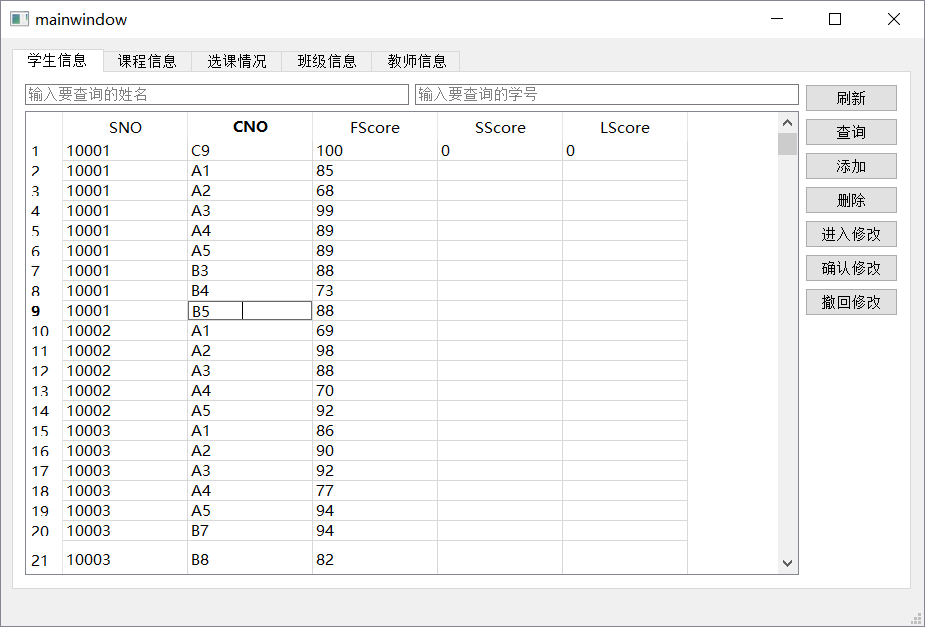 mainwindow
学生信息 课程信息 选课情况 班级信息 教师信息
输入要查询的姓名 输入要查询的学号 刷新
SNO CNO FScore SScore LScore
1 10001 C9 100 0 0
2 10001 A1 85
3 10001 A2 68
4 10001 A3 99
5 10001 A4 89
6 10001 A5 89
7 10001 B3 88
8 10001 B4 73
9 10001 B5 88
10 10002 A1 69
11 10002 A2 98
12 10002 A3 88
13 10002 A4 70
14 10002 A5 92
15 10003 A1 86
16 10003 A2 90
17 10003 A3 92
18 10003 A4 77
19 10003 A5 94
20 10003 B7 94
21 10003 B8 82
查询
添加
删除
进入修改
确认修改
撤回修改